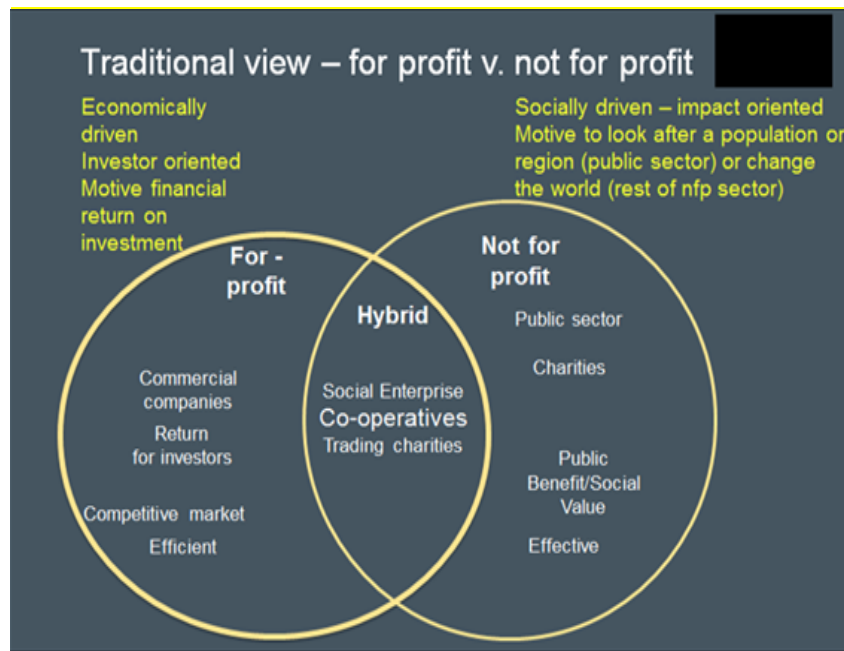 Traditional view – for profit v. not for profit
Economically
driven
Investor oriented
Motive financial
return on
investment
Socially driven – impact oriented
Motive to look after a population or
region (public sector) or change
the world (rest of nfp sector)
For -
profit
Commercial
companies
Return
for investors
Competitive market
Efficient
Hybrid
Social Enterprise
Co-operatives
Trading charities
Not for
profit
Public sector
Charities
Public
Benefit/Social
Value
Effective